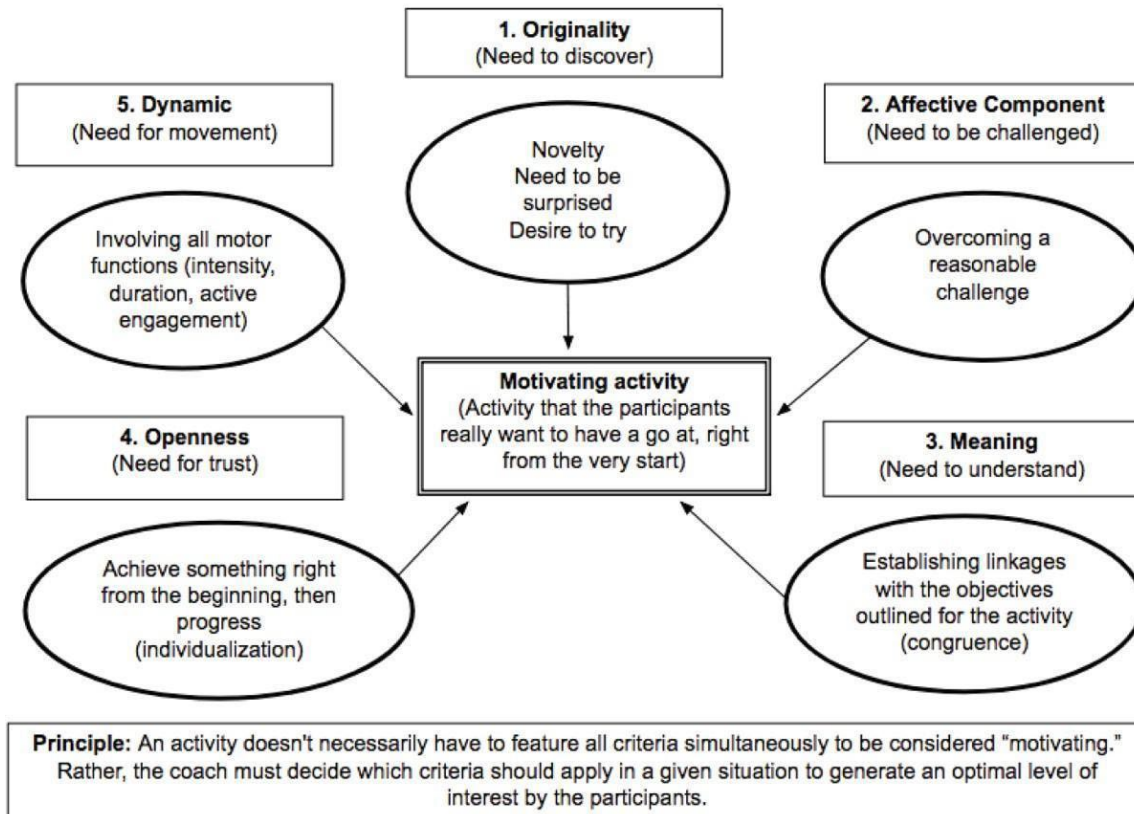 1. Originality
(Need to discover)
Novelty
Need to be
surprised
Desire to try
2. Affective Component
(Need to be challenged)
Overcoming a
reasonable
challenge
3. Meaning
(Need to understand)
Establishing linkages
with the objectives
outlined for the activity
(congruence)
4. Openness
(Need for trust)
Achieve something right
from the beginning, then
progress
(individualization)
5. Dynamic
(Need for movement)
Involving all motor
functions (intensity,
duration, active
engagement)
Motivating activity
(Activity that the participants
really want to have a go at, right
from the very start)
Principle: An activity doesn't necessarily have to feature all criteria simultaneously to be considered “motivating.”
Rather, the coach must decide which criteria should apply in a given situation to generate an optimal level of
interest by the participants.